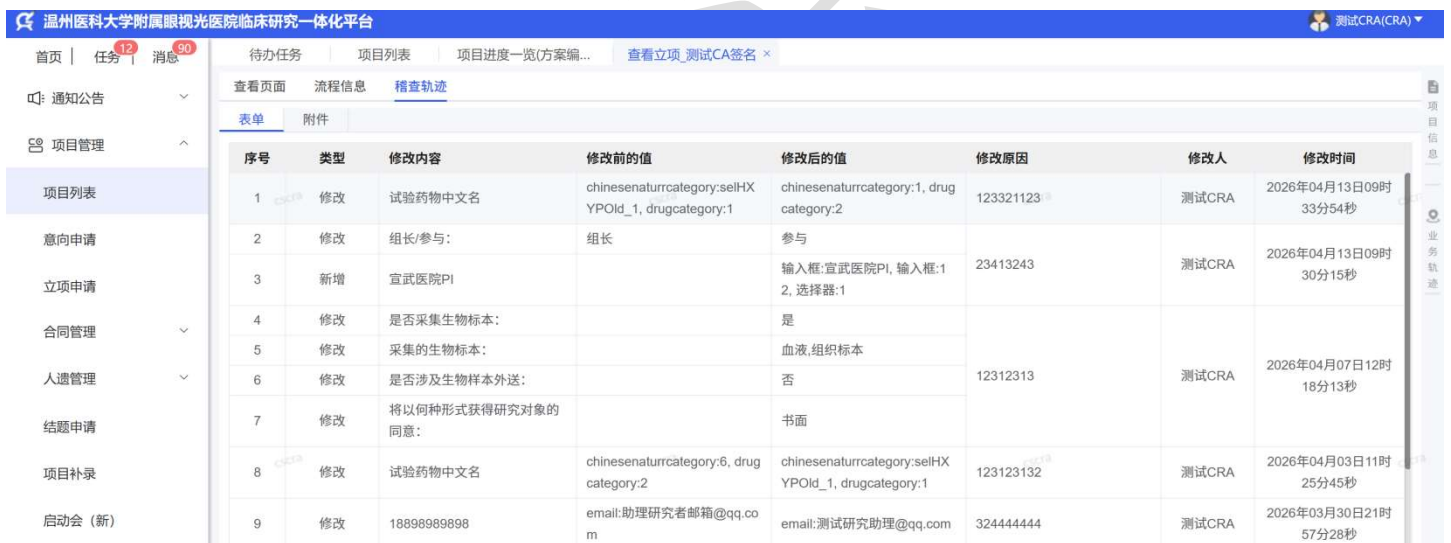 温州医科大学附属眼视光医院临床研究一体化平台
测试CRA(CRA)
首页 任务 12 消息 90
待办任务 项目列表 项目进度一览(方案编... 查看立项_测试CA签名 ×
通知公告
项目管理
项目列表
意向申请
立项申请
合同管理
人遗管理
结题申请
项目补录
启动会（新）
查看页面 流程信息 稽查轨迹
表单 附件
序号 类型 修改内容 修改前的值 修改后的值 修改原因 修改人 修改时间
1 修改 试验药物中文名 chinesenaturrcategory:selHX chinesenaturrcategory:1, drug 123321123 测试CRA 2026年04月13日09时
YPOld_1, drugcategory:1 category:2 33分54秒
2 修改 组长/参与： 组长 参与 23413243 测试CRA 2026年04月13日09时
30分15秒
3 新增 宣武医院PI 输入框:宣武医院PI, 输入框:1
2, 选择器:1
4 修改 是否采集生物标本： 是
5 修改 采集的生物标本： 血液,组织标本
6 修改 是否涉及生物样本外送： 否 12312313 测试CRA 2026年04月07日12时
18分13秒
7 修改 将以何种形式获得研究对象的 书面
同意：
8 修改 试验药物中文名 chinesenaturrcategory:6, drug chinesenaturrcategory:selHX 123123132 测试CRA 2026年04月03日11时
category:2 YPOld_1, drugcategory:1 25分45秒
9 修改 18898989898 email:助理研究者邮箱@qq.co email:测试研究助理@qq.com 324444444 测试CRA 2026年03月30日21时
m 57分28秒
项目信息
业务轨迹
cscra